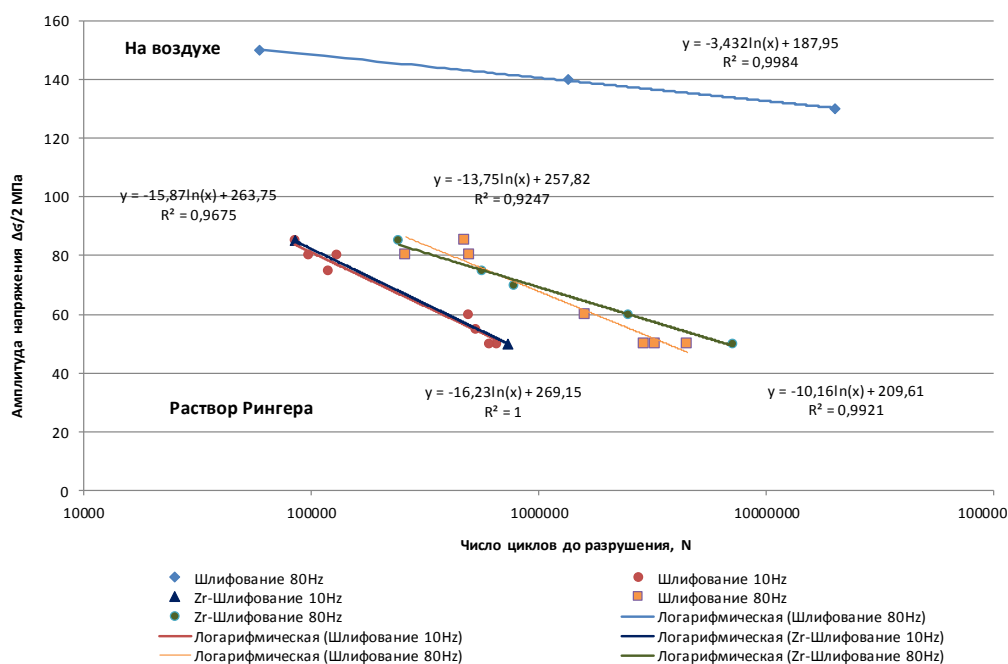 160
На воздухе
y = -3,432ln(x) + 187,95
R² = 0,9984
140
120
100
y = -15,87ln(x) + 263,75
R² = 0,9675
y = -13,75ln(x) + 257,82
R² = 0,9247
80
60
40
y = -16,23ln(x) + 269,15
R² = 1
y = -10,16ln(x) + 209,61
R² = 0,9921
Раствор Рингера
20
0
Амплитуда напряжения Δσ/2 МПа
10000 100000 1000000 10000000 100000
Число циклов до разрушения, N
Шлифование 80Hz
Шлифование 10Hz
Zr-Шлифование 10Hz
Шлифование 80Hz
Zr-Шлифование 80Hz
Логарифмическая (Шлифование 80Hz)
Логарифмическая (Шлифование 10Hz)
Логарифмическая (Zr-Шлифование 10Hz)
Логарифмическая (Шлифование 80Hz)
Логарифмическая (Zr-Шлифование 80Hz)